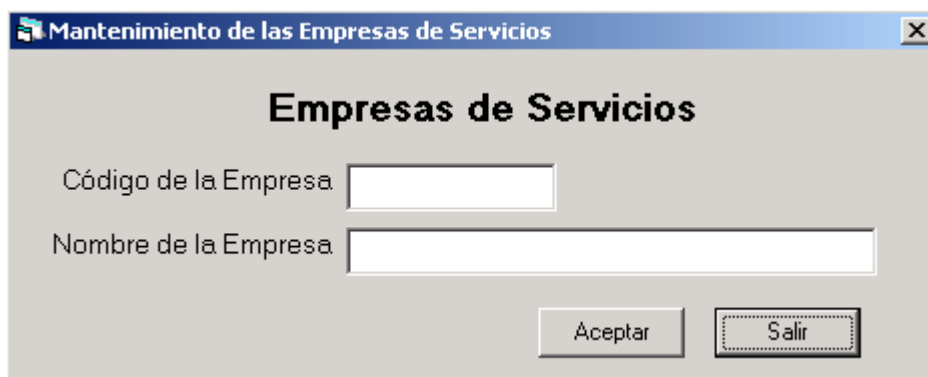 Mantenimiento de las Empresas de Servicios
Empresas de Servicios
Código de la Empresa
Nombre de la Empresa
Aceptar Salir